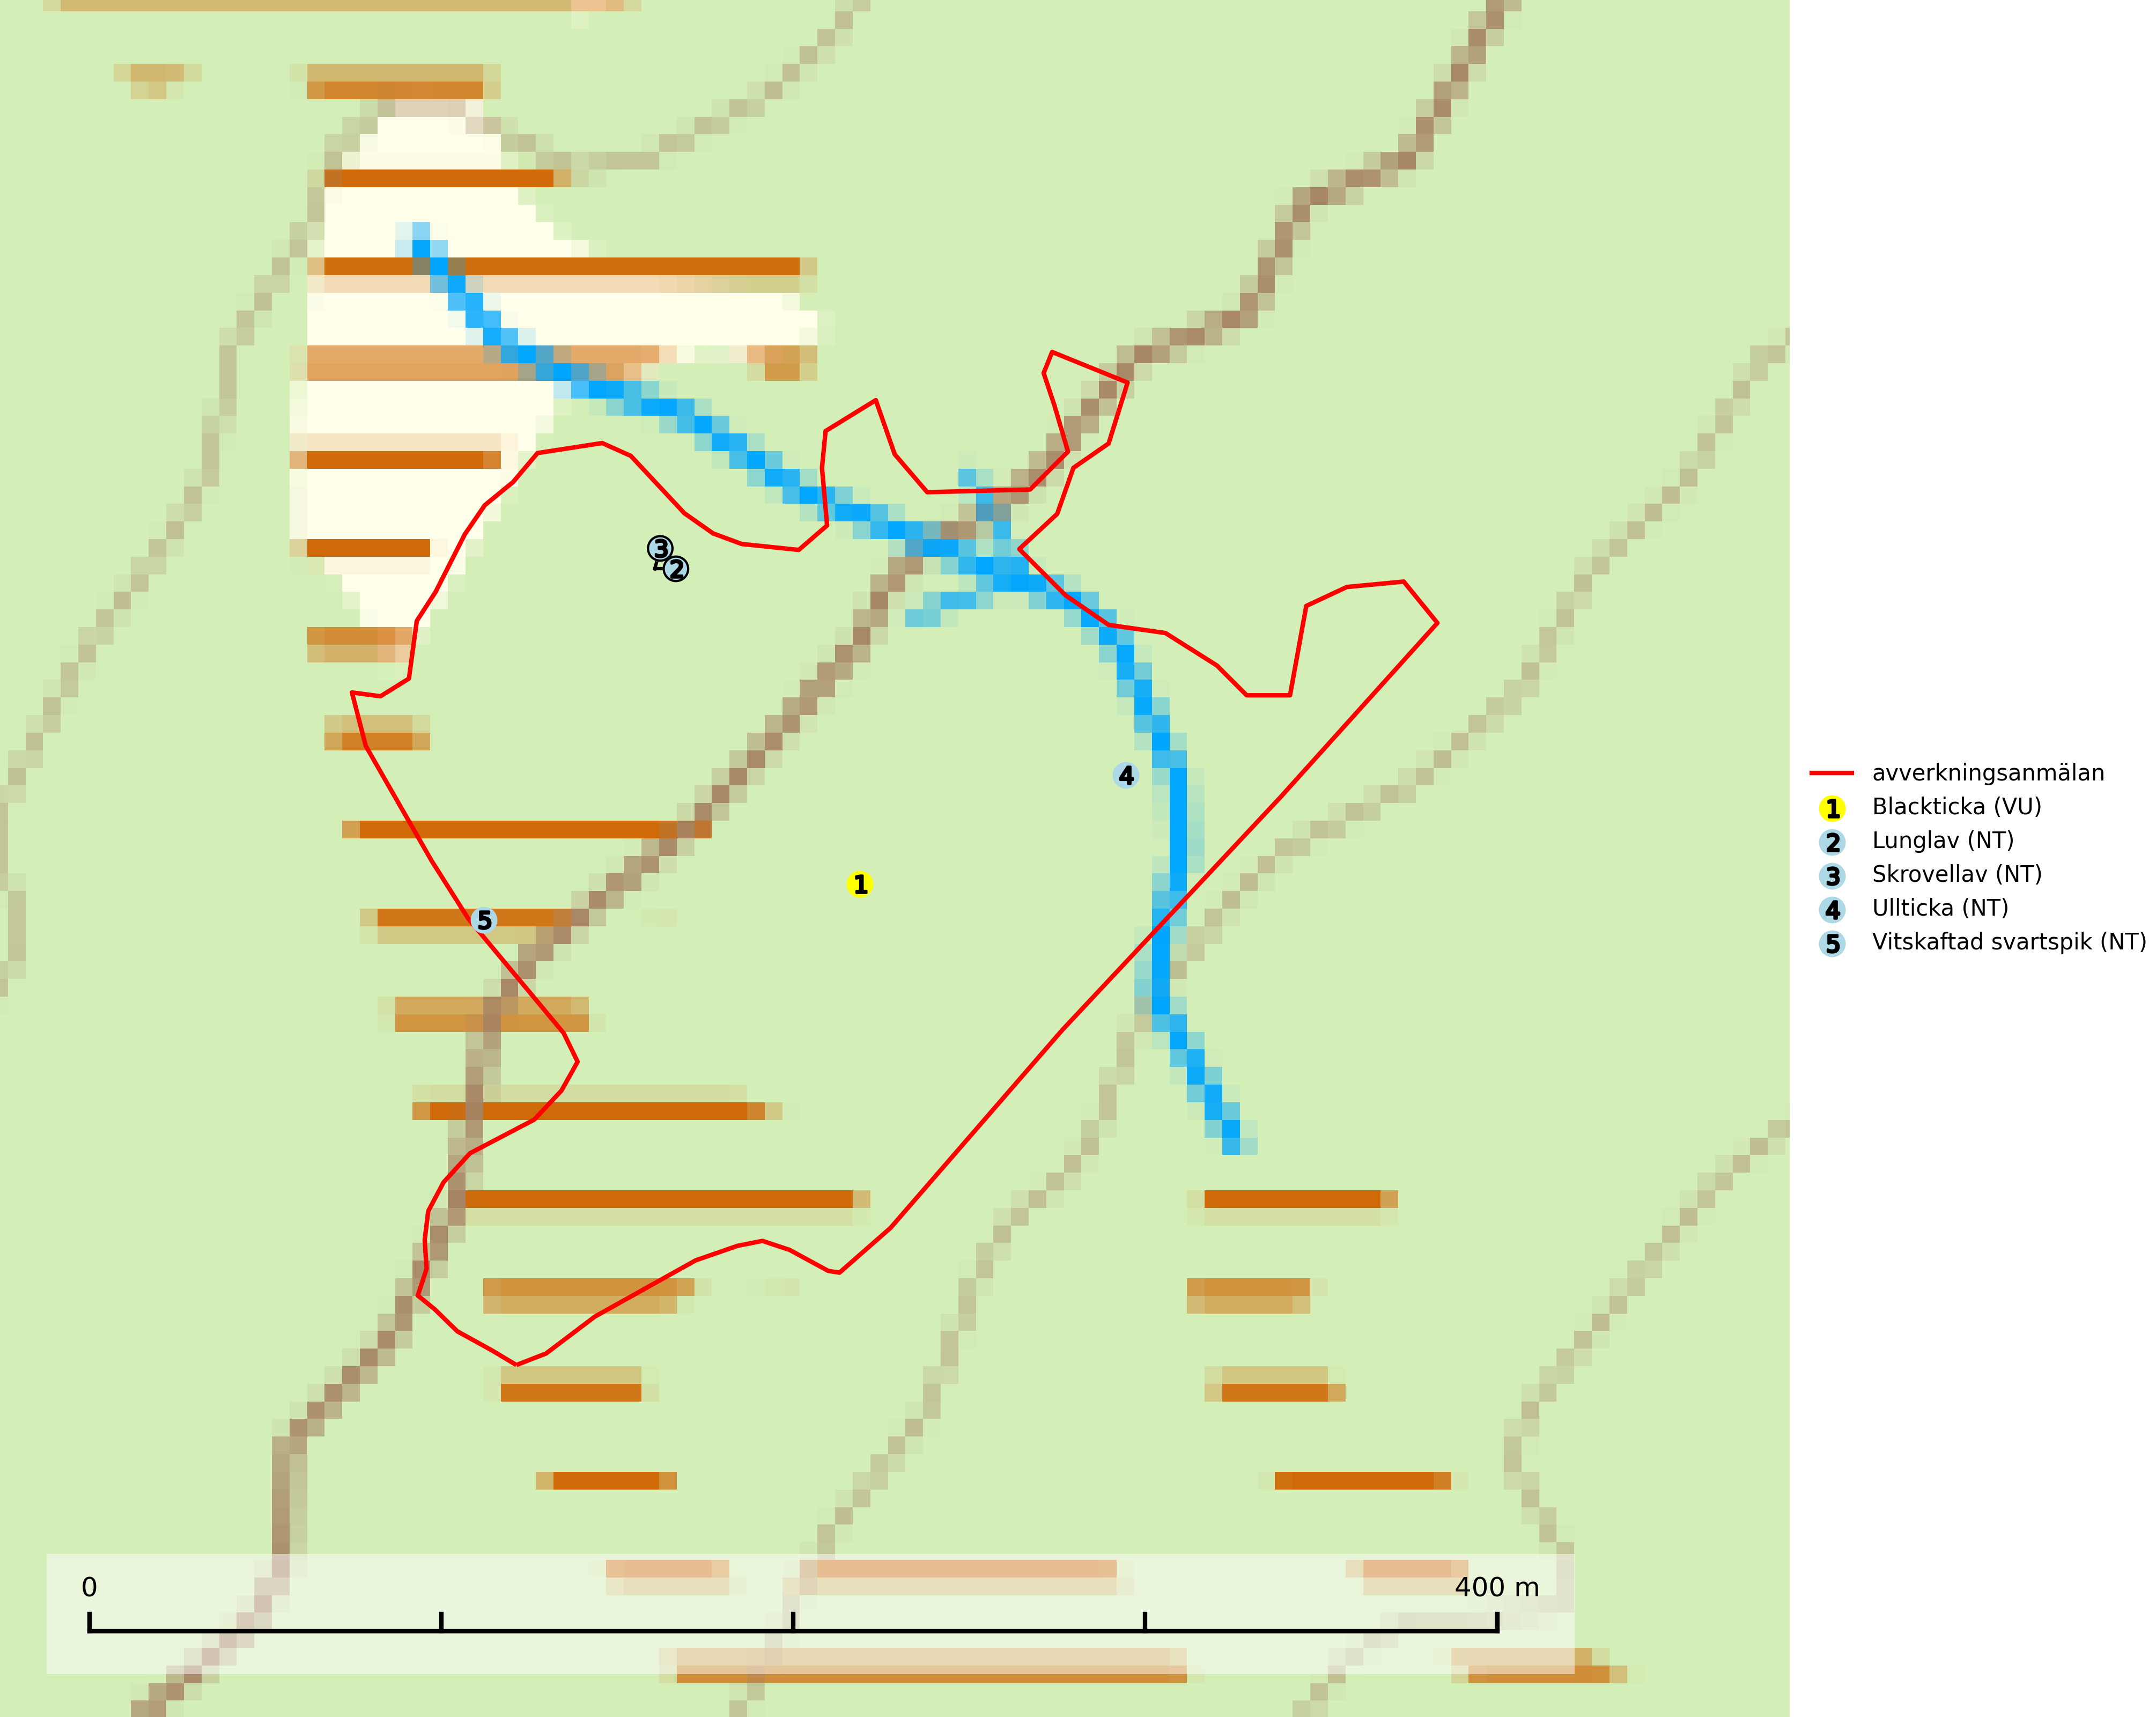 3
2
4
1
5
avverkningsanmälan
1 Blackticka (VU)
2 Lunglav (NT)
3 Skrovellav (NT)
4 Ullticka (NT)
5 Vitskaftad svartspik (NT)
0 400 m